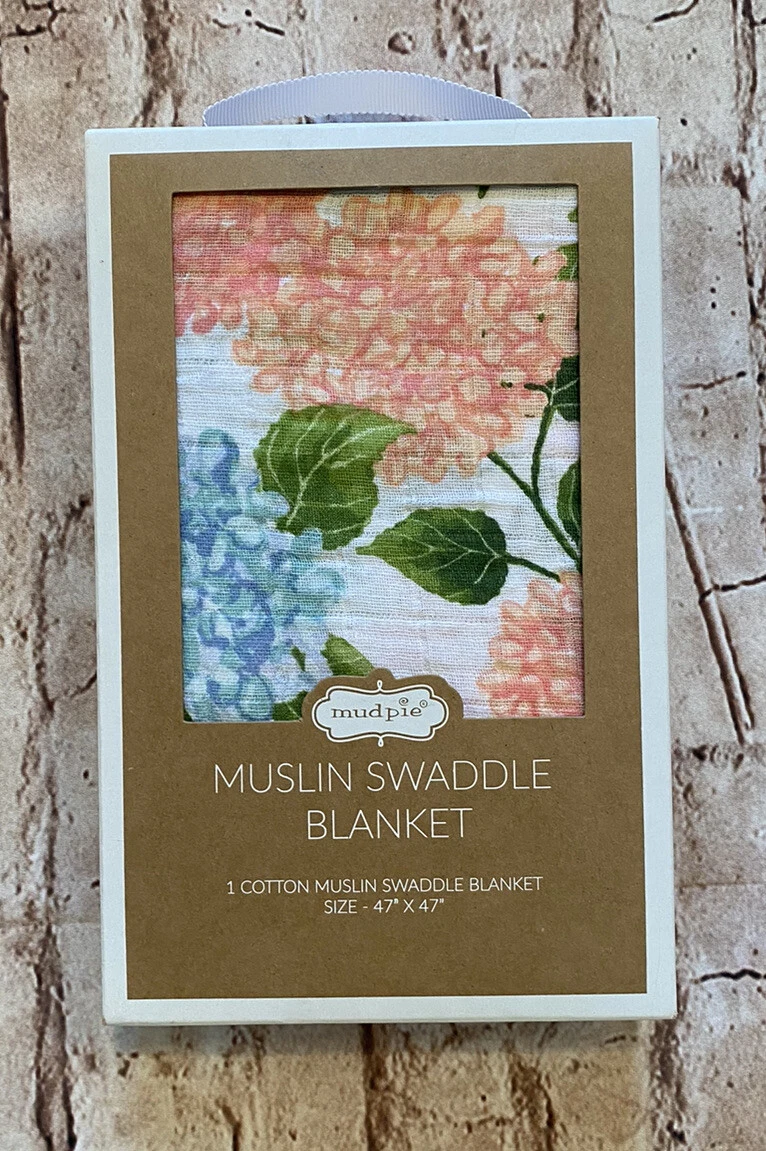 mudpie®
MUSLIN SWADDLE
BLANKET
1 COTTON MUSLIN SWADDLE BLANKET
SIZE - 47" X 47"